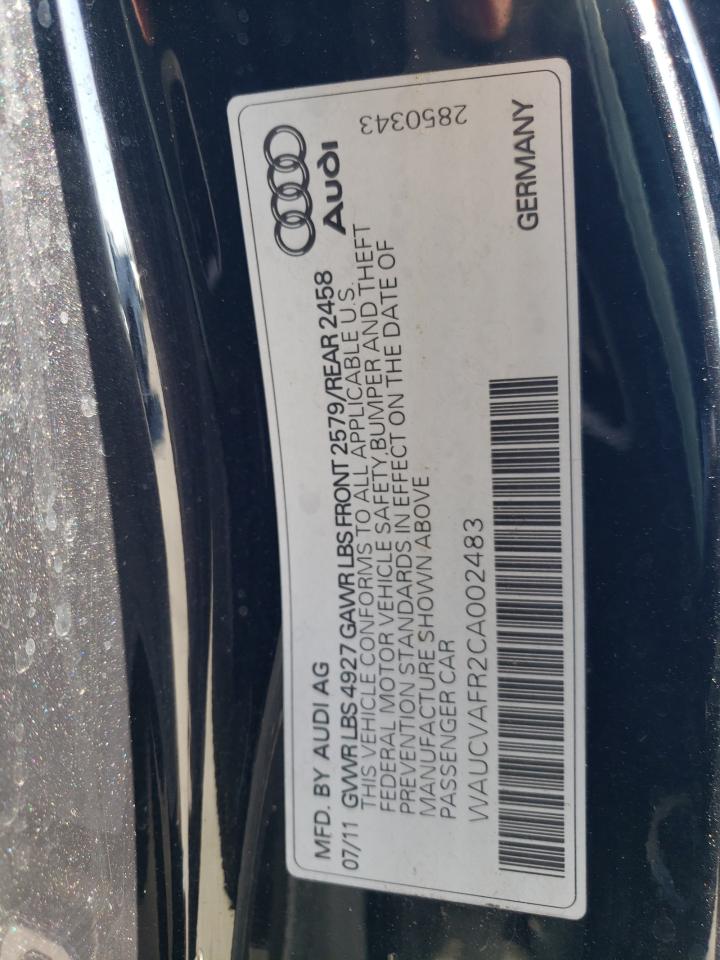 MFD. BY AUDI AG
07/11 GVWR LBS 4927 GAWR LBS FRONT 2579/REAR 2458
THIS VEHICLE CONFORMS TO ALL APPLICABLE U.S.
FEDERAL MOTOR VEHICLE SAFETY, BUMPER AND THEFT
PREVENTION STANDARDS IN EFFECT ON THE DATE OF
MANUFACTURE SHOWN ABOVE
PASSENGER CAR
WAUCVAFR2CA002483
Audi
2850343
GERMANY